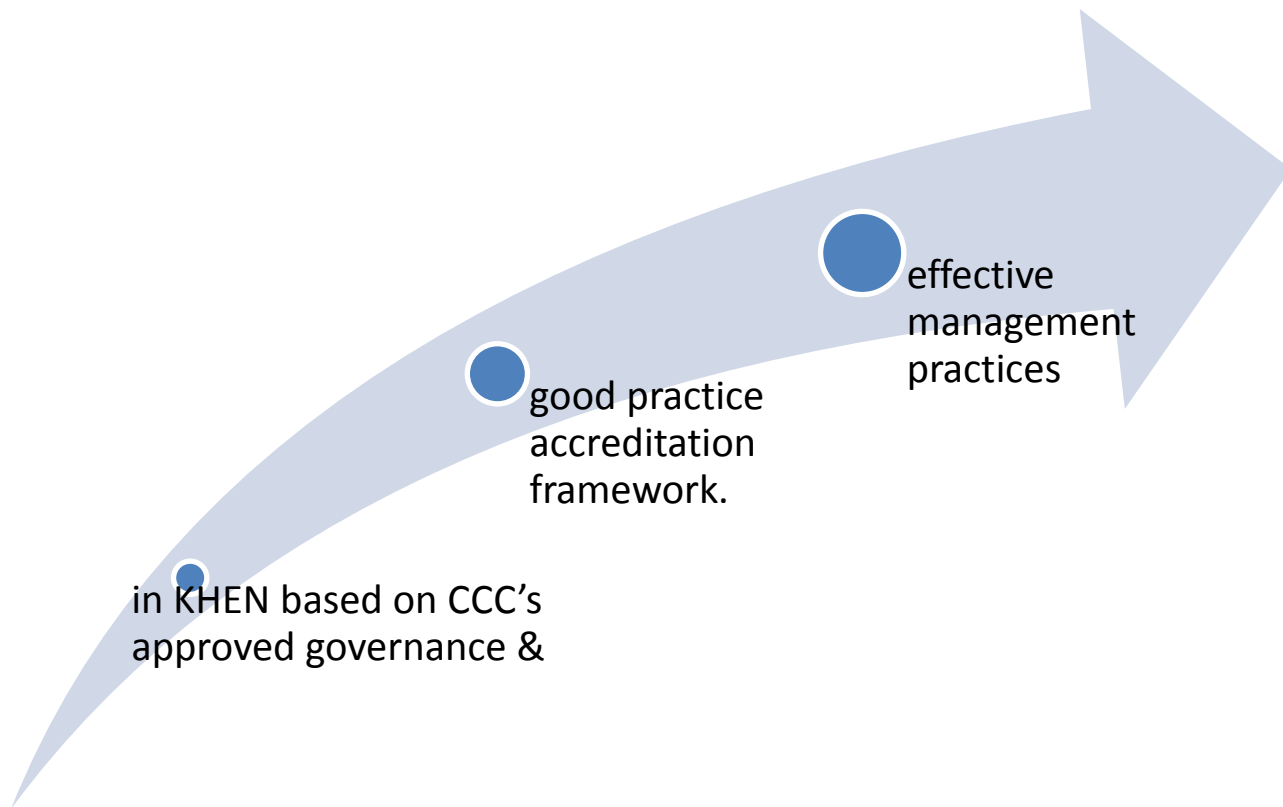 effective
management
practices
good practice
accreditation
framework.
in KHEN based on CCC’s
approved governance &